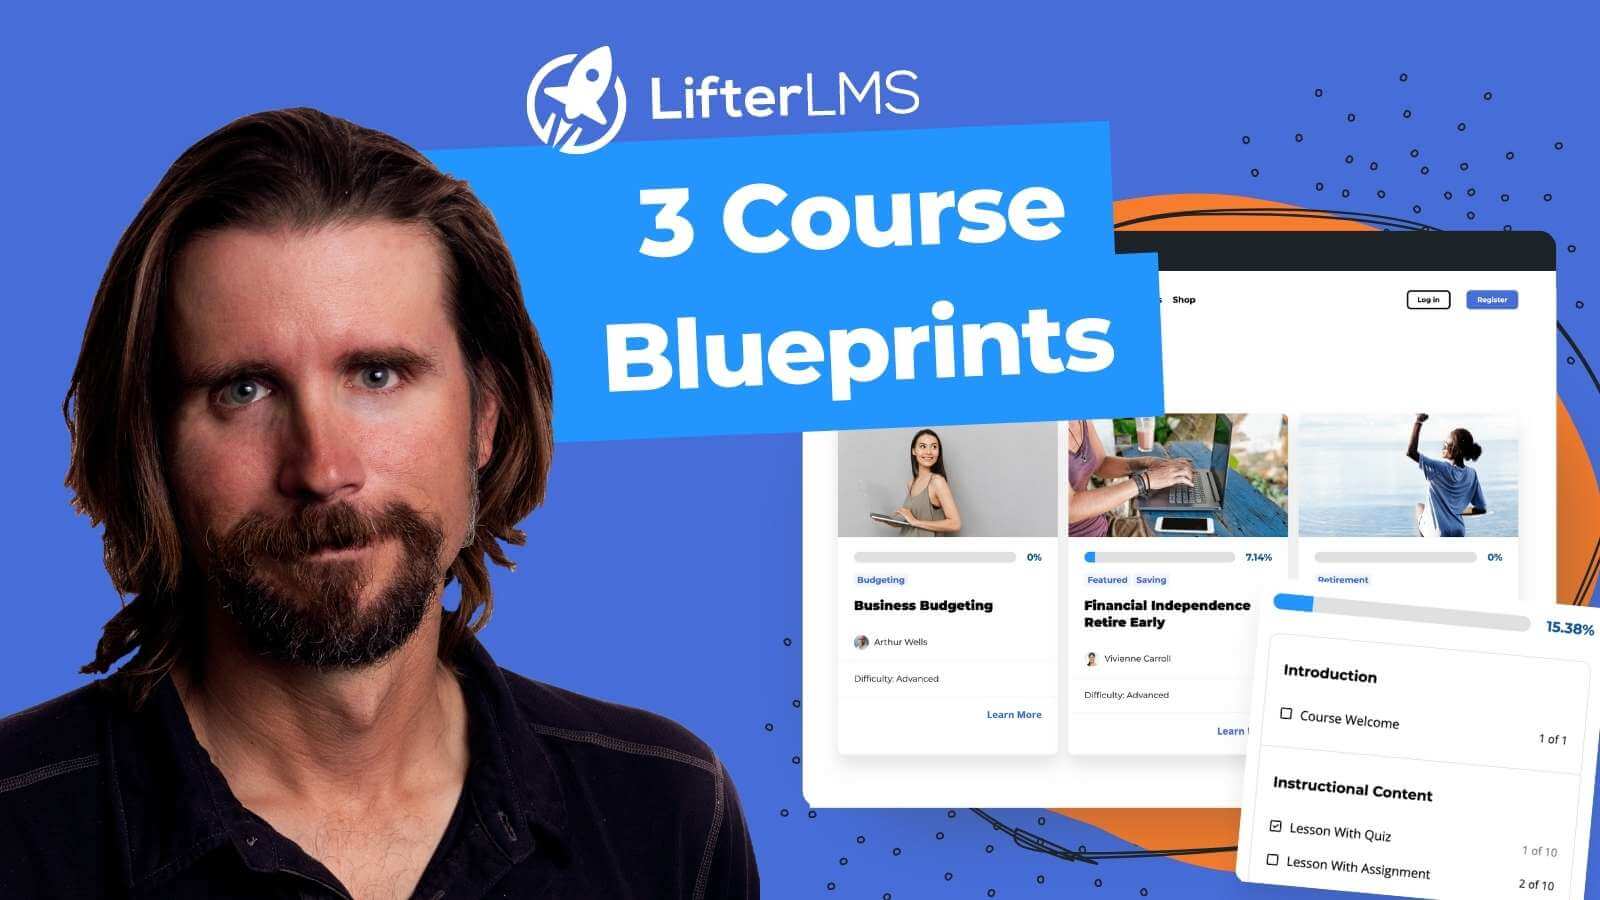 LifterLMS
3 Course
Blueprints
Shop
Log in
Register
0%
Budgeting
Business Budgeting
Arthur Wells
Difficulty: Advanced
Learn More
7.14%
Featured Saving
Financial Independence
Retire Early
Vivienne Carroll
Difficulty: Advanced
Learn
0%
Retirement
15.38%
Introduction
Course Welcome
1 of 1
Instructional Content
Lesson With Quiz
1 of 10
Lesson With Assignment
2 of 10